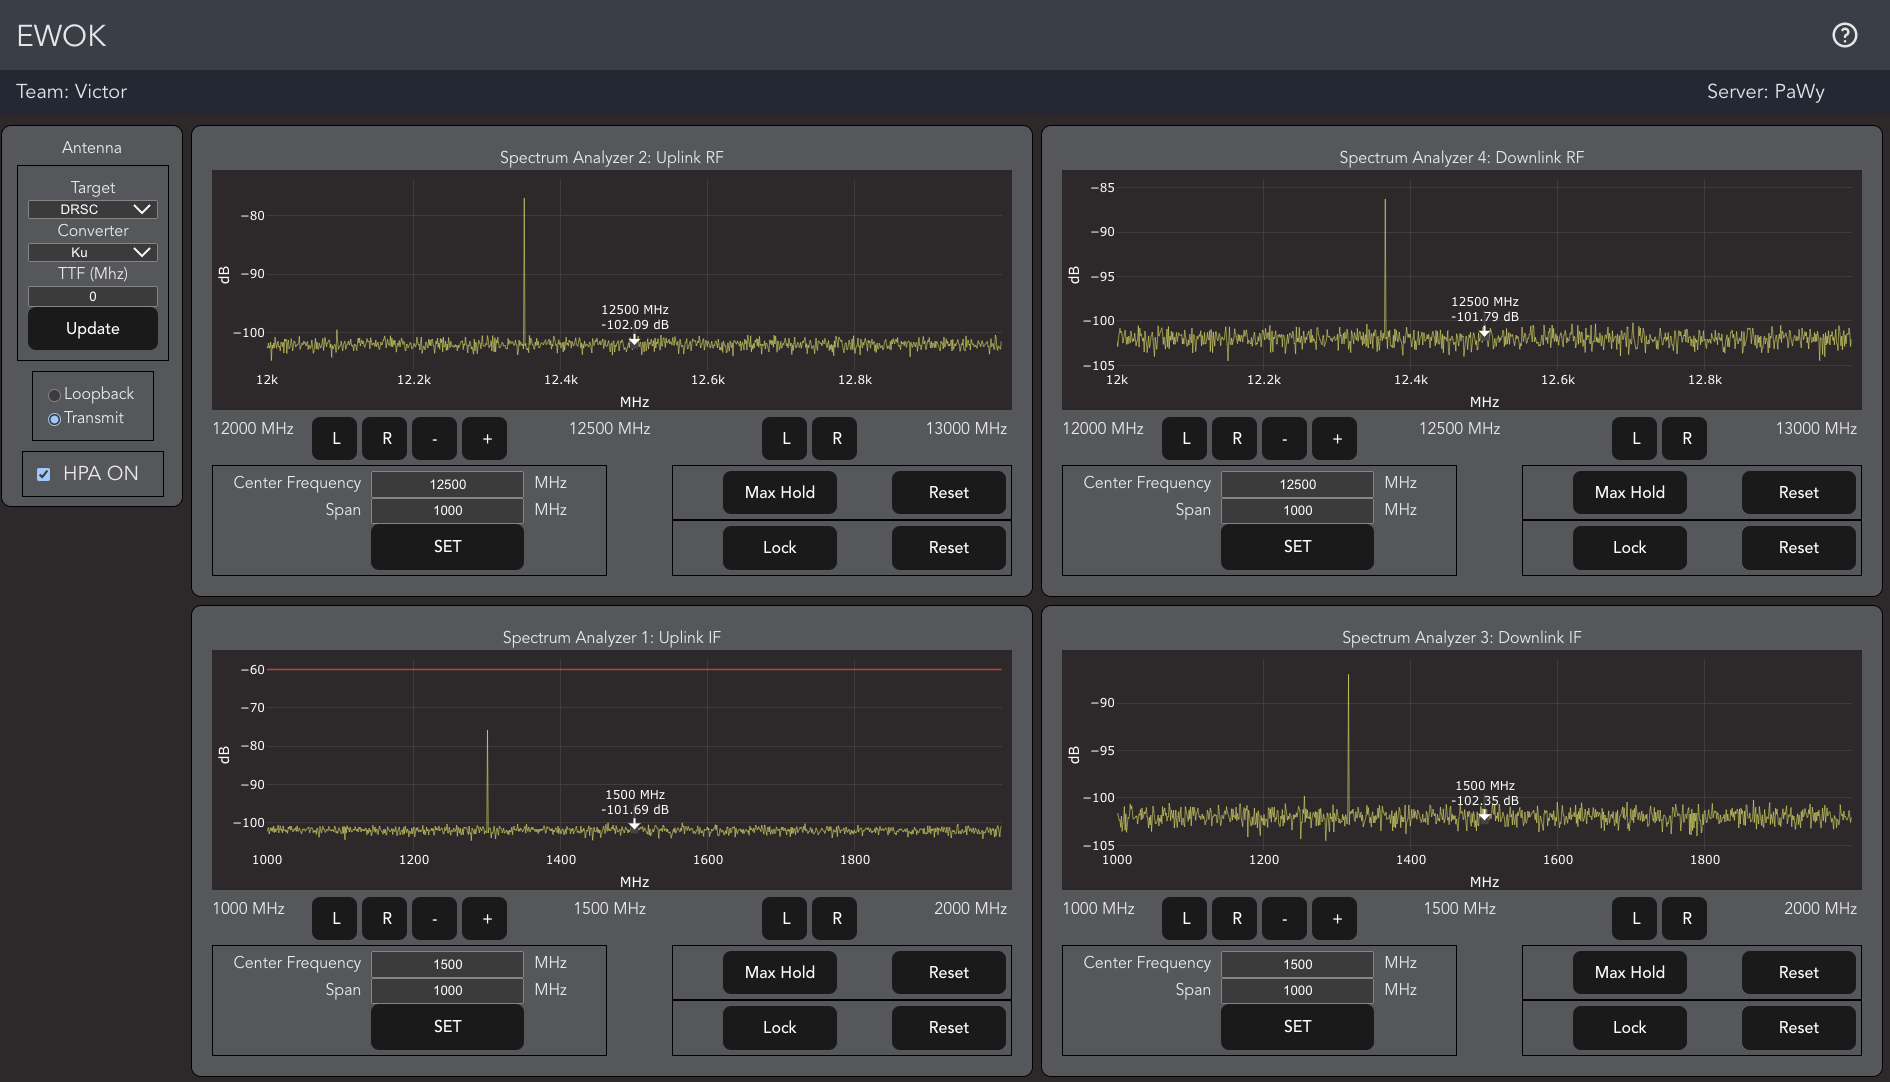 EWOK
Team: Victor
Server: PaWy
Antenna
Target
DRSC
Converter
Ku
TTF (Mhz)
0
Update
Loopback
Transmit
HPA ON
Spectrum Analyzer 2: Uplink RF
dB
−80
−90
−100
12500 MHz
-102.09 dB
12k 12.2k 12.4k 12.6k 12.8k
MHz
12000 MHz L R - + 12500 MHz L R 13000 MHz
Center Frequency 12500 MHz
Span 1000 MHz
SET
Max Hold Reset
Lock Reset
Spectrum Analyzer 4: Downlink RF
dB
−85
−90
−95
−100
−105
12500 MHz
-101.79 dB
12k 12.2k 12.4k 12.6k 12.8k
MHz
12000 MHz L R - + 12500 MHz L R 13000 MHz
Center Frequency 12500 MHz
Span 1000 MHz
SET
Max Hold Reset
Lock Reset
Spectrum Analyzer 1: Uplink IF
dB
−60
−70
−80
−90
−100
1500 MHz
-101.69 dB
1000 1200 1400 1600 1800
MHz
1000 MHz L R - + 1500 MHz L R 2000 MHz
Center Frequency 1500 MHz
Span 1000 MHz
SET
Max Hold Reset
Lock Reset
Spectrum Analyzer 3: Downlink IF
dB
−90
−95
−100
−105
1500 MHz
-102.35 dB
1000 1200 1400 1600 1800
MHz
1000 MHz L R - + 1500 MHz L R 2000 MHz
Center Frequency 1500 MHz
Span 1000 MHz
SET
Max Hold Reset
Lock Reset